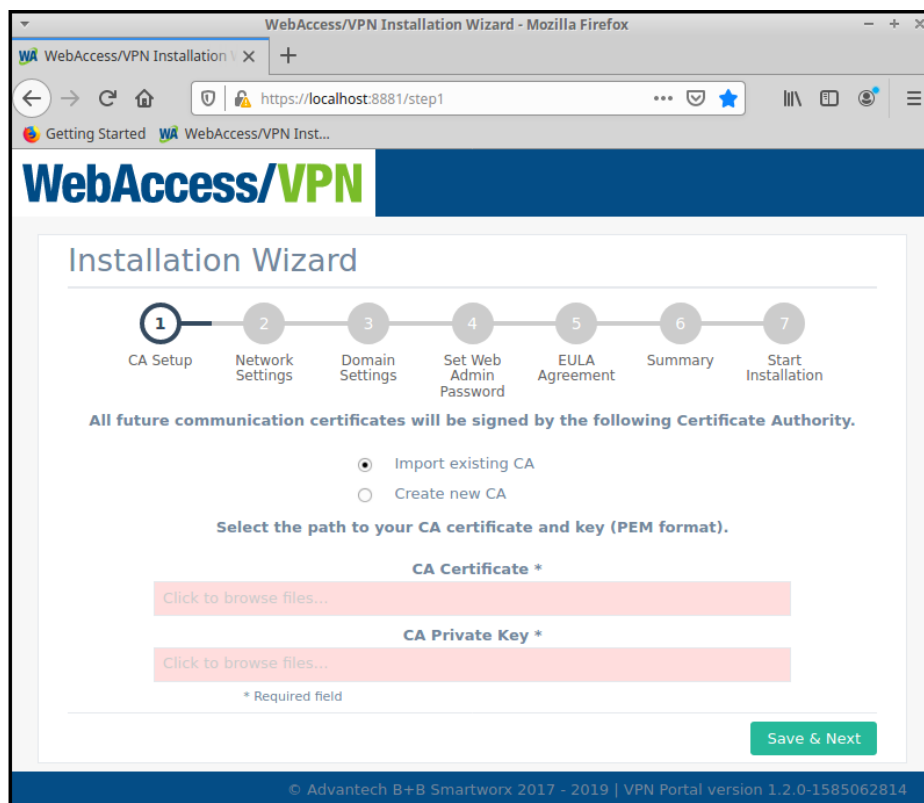 WebAccess/VPN Installation Wizard - Mozilla Firefox
WA WebAccess/VPN Installation
https://localhost:8881/step1
Getting Started WA WebAccess/VPN Inst...
WebAccess/VPN
Installation Wizard
1 2 3 4 5 6 7
CA Setup
Network
Settings
Domain
Settings
Set Web
Admin
Password
EULA
Agreement
Summary
Start
Installation
All future communication certificates will be signed by the following Certificate Authority.
Import existing CA
Create new CA
Select the path to your CA certificate and key (PEM format).
CA Certificate *
Click to browse files...
CA Private Key *
Click to browse files...
* Required field
Save & Next
© Advantech B+B Smartworx 2017 - 2019 | VPN Portal version 1.2.0-1585062814